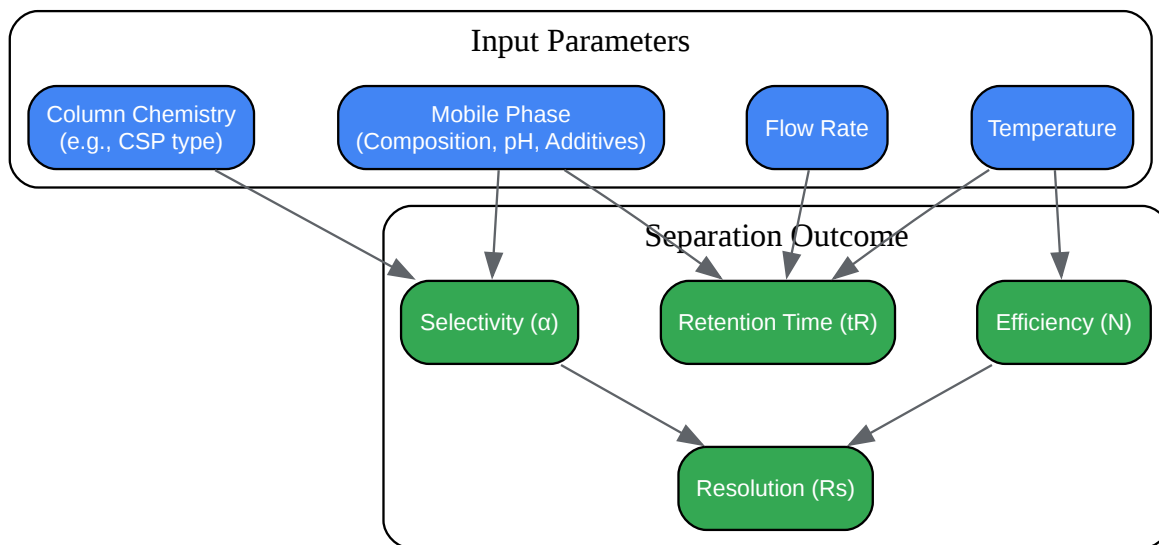 Input Parameters
Column Chemistry
(e.g., CSP type)
Mobile Phase
(Composition, pH, Additives)
Flow Rate
Temperature
Separation Outcome
Selectivity (α)
Retention Time (tR)
Efficiency (N)
Resolution (Rs)